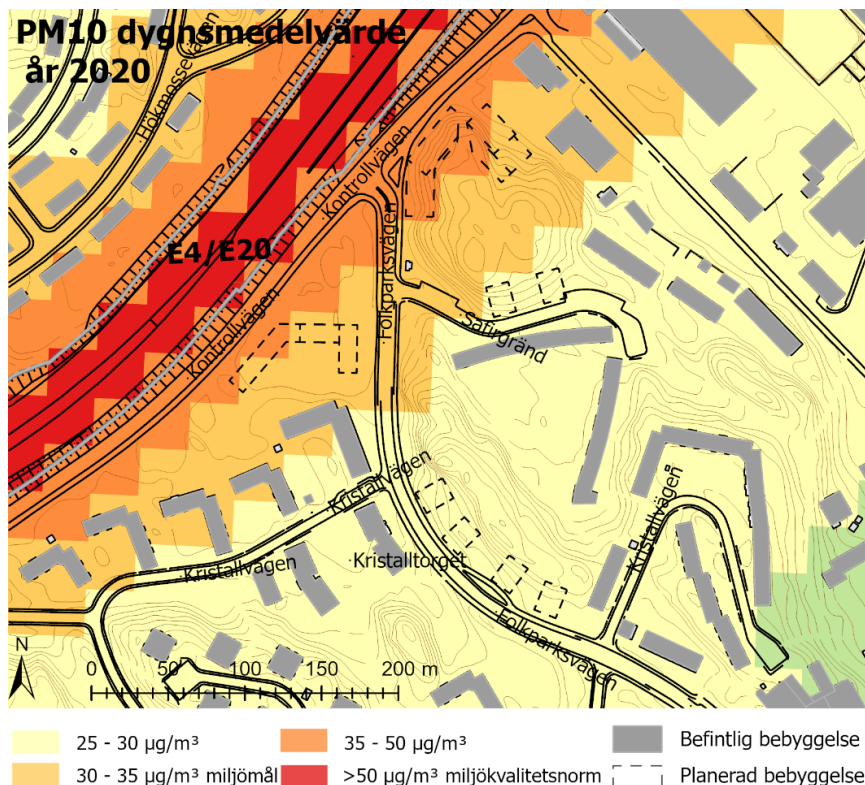 PM10 dygnsmedelvärde
år 2020
Hökmossevägen
Kontrollvägen
E4/E20
Folkparksvägen
Kontrollvägen
Safirgränd
Kristallvägen
Kristallvägen
Kristalltorget
Kristallvägen
Folkparksvägen
N
0 50 100 150 200 m
25 - 30 µg/m³
35 - 50 µg/m³
Befintlig bebyggelse
30 - 35 µg/m³ miljömål
>50 µg/m³ miljökvalitetsnorm
Planerad bebyggelse